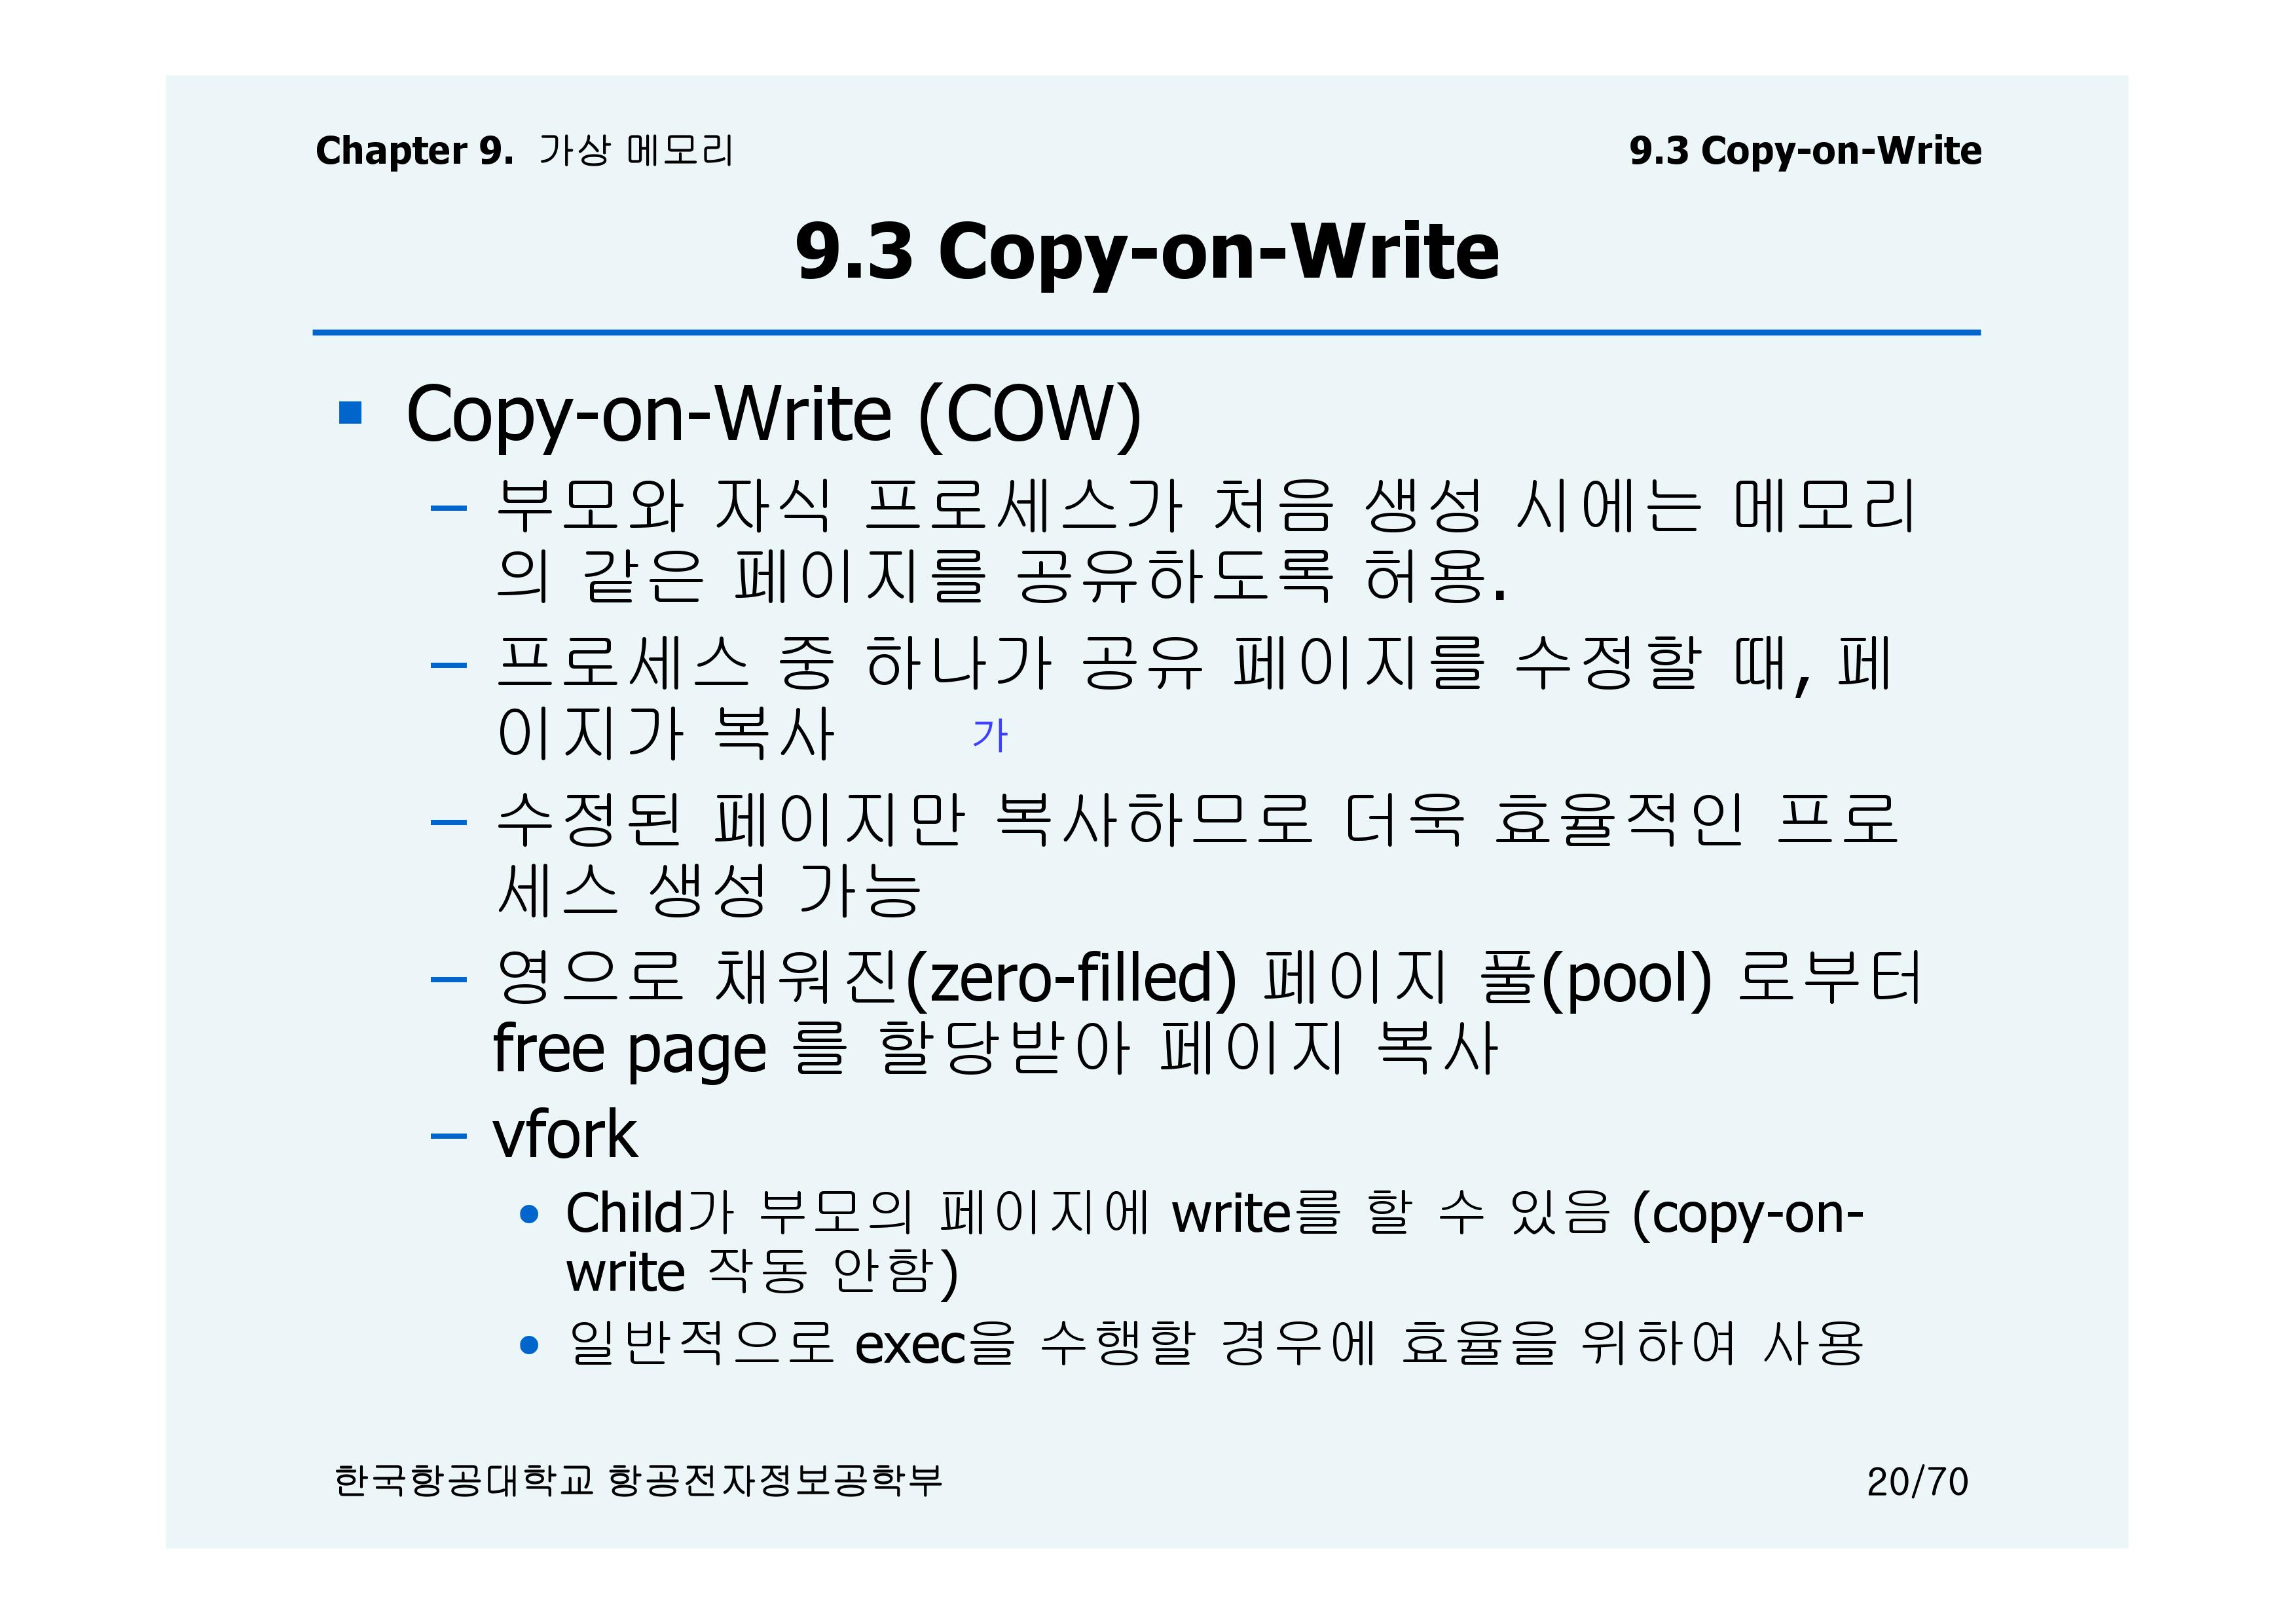 Chapter 9. 가상 메모리
9.3 Copy-on-Write
9.3 Copy-on-Write
▪ Copy-on-Write (COW)
– 부모와 자식 프로세스가 처음 생성 시에는 메모리
의 같은 페이지를 공유하도록 허용.
– 프로세스 중 하나가 공유 페이지를 수정할 때, 페
이지가 복사 가
– 수정된 페이지만 복사하므로 더욱 효율적인 프로
세스 생성 가능
– 영으로 채워진(zero-filled) 페이지 풀(pool) 로부터
free page 를 할당받아 페이지 복사
– vfork
• Child가 부모의 페이지에 write를 할 수 있음 (copy-on-
write 작동 안함)
• 일반적으로 exec을 수행할 경우에 효율을 위하여 사용
한국항공대학교 항공전자정보공학부
20/70